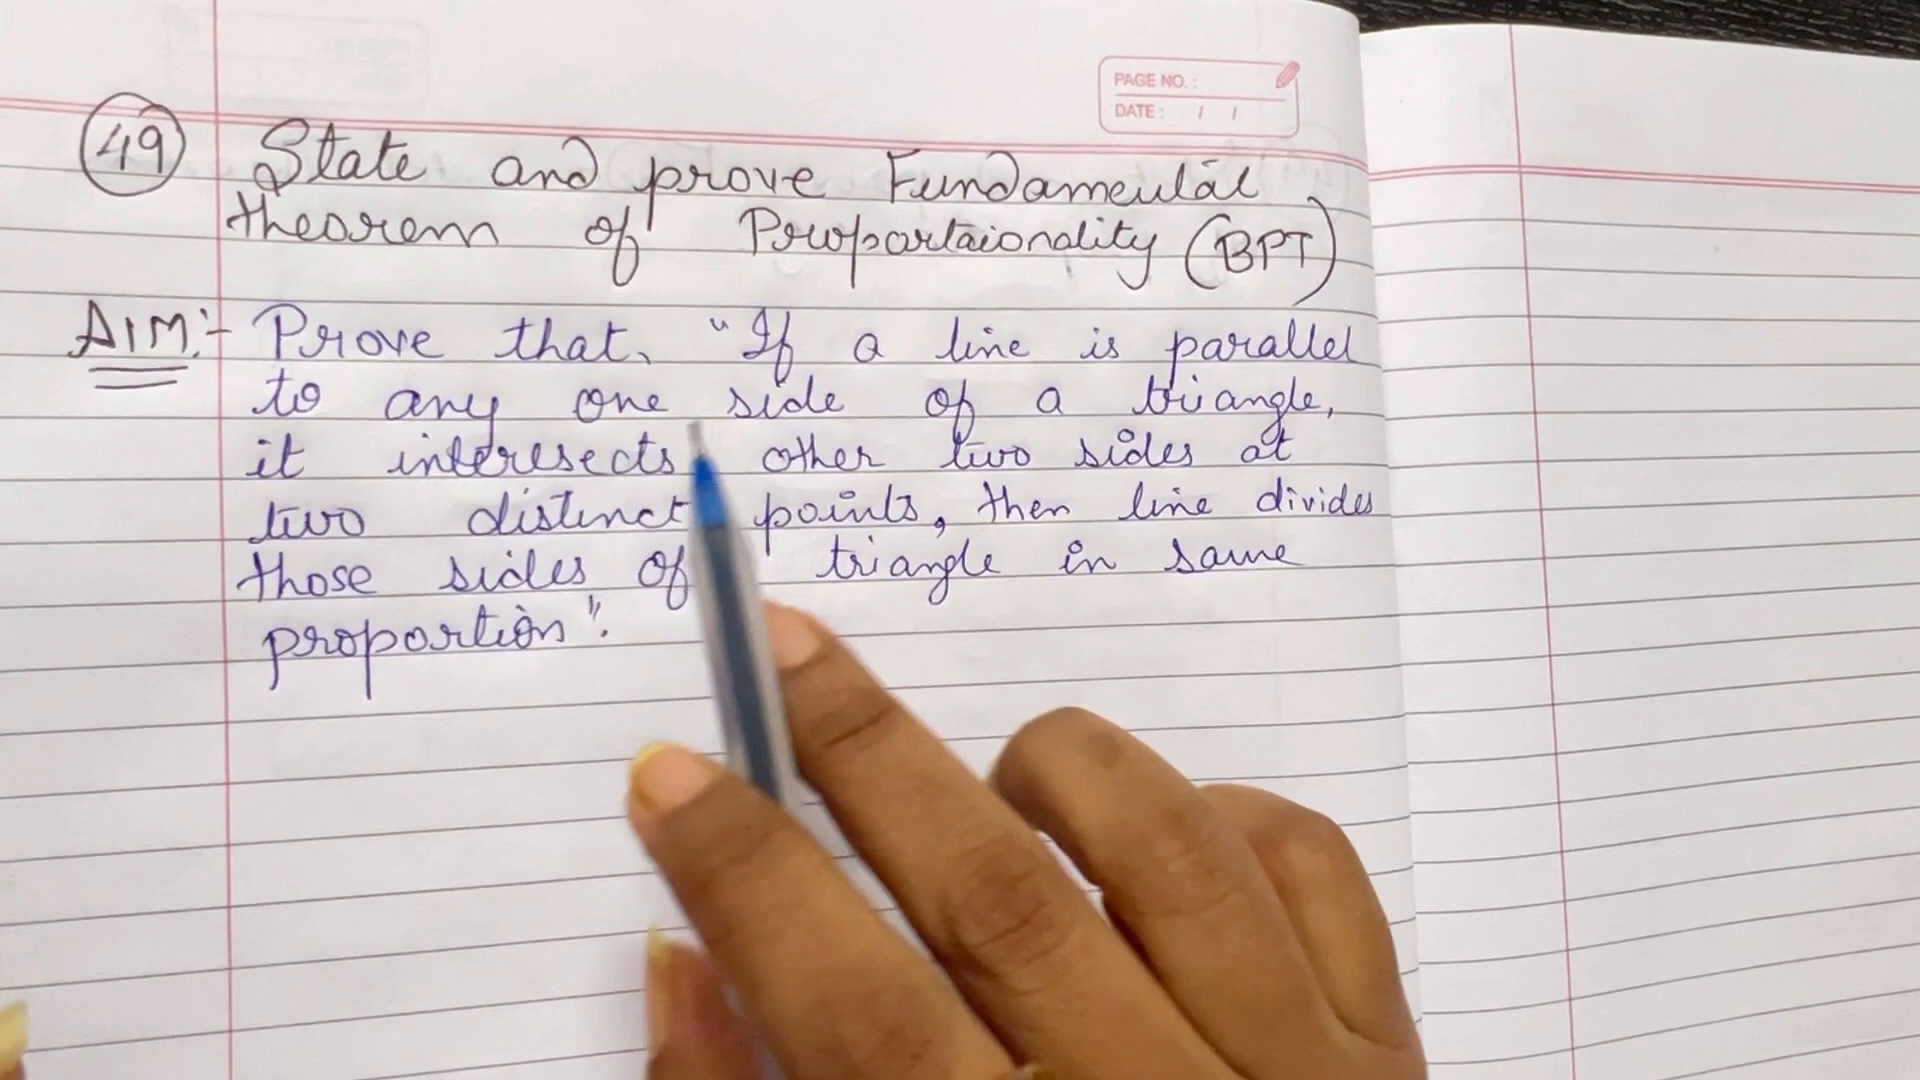 PAGE NO. :
DATE : / /
49 State and prove Fundamental
theorem of Proportaionality (BPT)
AIM:- Prove that, "If a line is parallel
to any one side of a triangle,
it interesects other two sides at
two distinct points, then line divides
those sides of triangle in same
proportion".